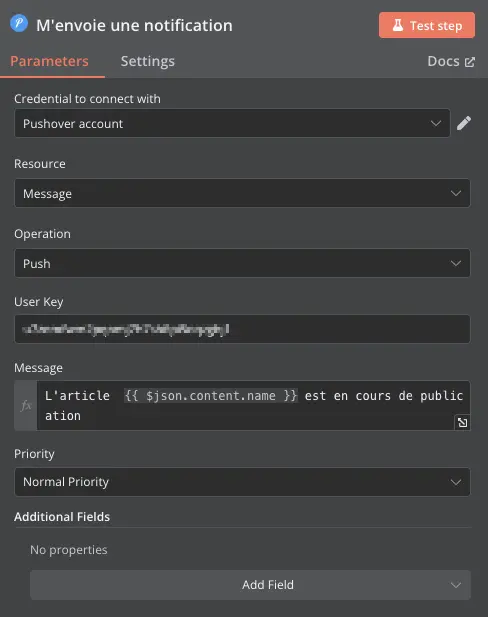 M'envoie une notification
Test step
Parameters Settings Docs
Credential to connect with
Pushover account
Resource
Message
Operation
Push
User Key
Message
fx
L'article {{ $json.content.name }} est en cours de public
ation
Priority
Normal Priority
Additional Fields
No properties
Add Field